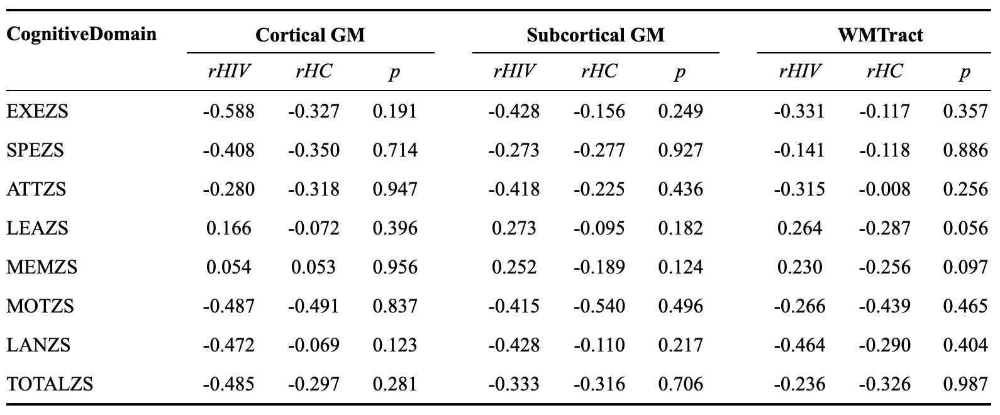 CognitiveDomain Cortical GM Subcortical GM WMTract
rHIV rHC p rHIV rHC p rHIV rHC p
EXEZS -0.588 -0.327 0.191 -0.428 -0.156 0.249 -0.331 -0.117 0.357
SPEZS -0.408 -0.350 0.714 -0.273 -0.277 0.927 -0.141 -0.118 0.886
ATTZS -0.280 -0.318 0.947 -0.418 -0.225 0.436 -0.315 -0.008 0.256
LEAZS 0.166 -0.072 0.396 0.273 -0.095 0.182 0.264 -0.287 0.056
MEMZS 0.054 0.053 0.956 0.252 -0.189 0.124 0.230 -0.256 0.097
MOTZS -0.487 -0.491 0.837 -0.415 -0.540 0.496 -0.266 -0.439 0.465
LANZS -0.472 -0.069 0.123 -0.428 -0.110 0.217 -0.464 -0.290 0.404
TOTALZS -0.485 -0.297 0.281 -0.333 -0.316 0.706 -0.236 -0.326 0.987